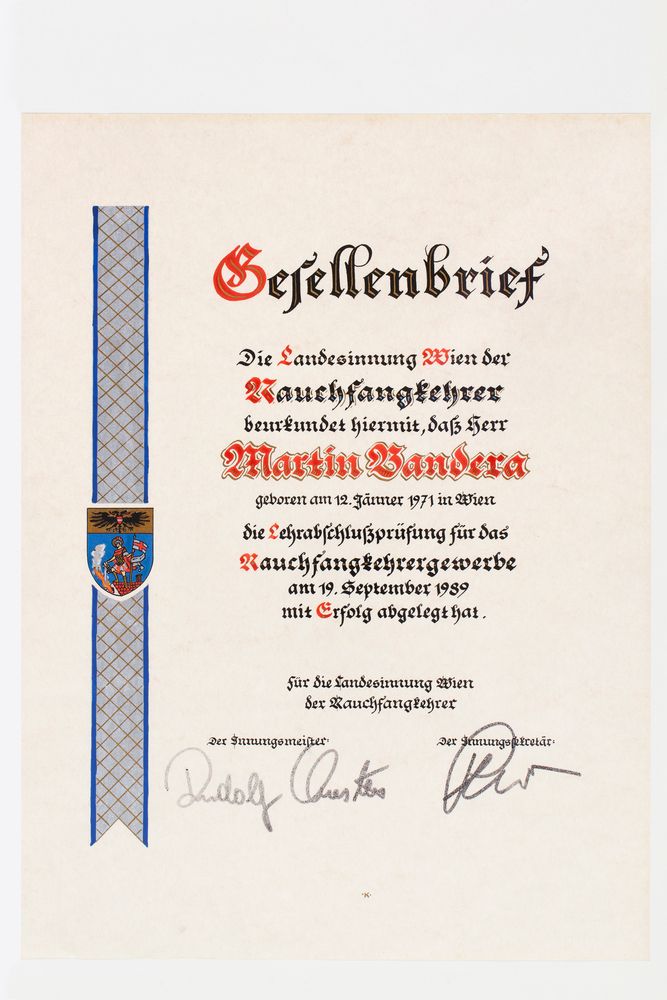 Gesellenbrief
Die Landesinnung Wien der
Rauchfangkehrer
beurkundet hiermit, daß Herr
Martin Bandera
geboren am 12. Jänner 1971 in Wien
die Lehrabschlußprüfung für das
Rauchfangkehrergewerbe
am 19. September 1989
mit Erfolg abgelegt hat.
für die Landesinnung Wien
der Rauchfangkehrer
Der Innungsmeister: Der Innungssekretär:
Rudolf
·K·